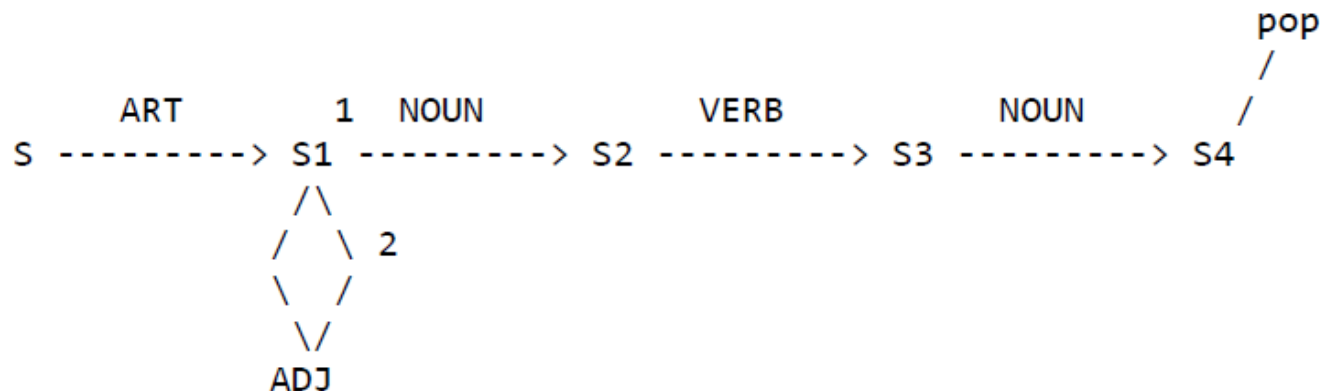 pop
/
ART 1 NOUN VERB NOUN /
S ---------> S1 ---------> S2 ---------> S3 ---------> S4
/\
/ \ 2
\ /
\/
ADJ